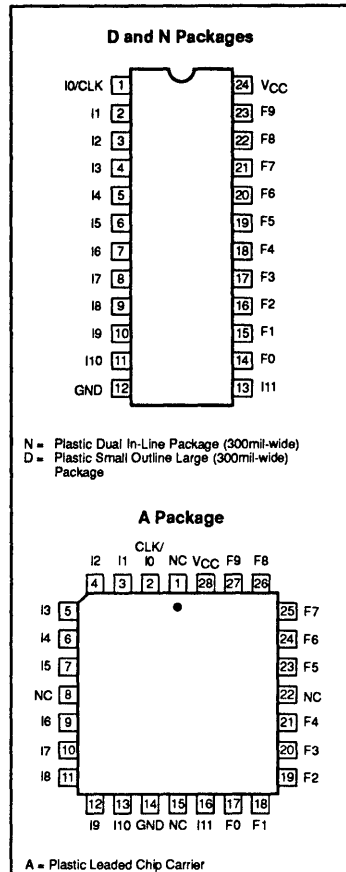 D and N Packages
I0/CLK 1 24 VCC
I1 2 23 F9
I2 3 22 F8
I3 4 21 F7
I4 5 20 F6
I5 6 19 F5
I6 7 18 F4
I7 8 17 F3
I8 9 16 F2
I9 10 15 F1
I10 11 14 F0
GND 12 13 I11
N = Plastic Dual In-Line Package (300mil-wide)
D = Plastic Small Outline Large (300mil-wide)
Package
A Package
CLK/
I2 I1 I0 NC VCC F9 F8
4 3 2 1 28 27 26
I3 5 25 F7
I4 6 24 F6
I5 7 23 F5
NC 8 22 NC
I6 9 21 F4
I7 10 20 F3
I8 11 19 F2
12 13 14 15 16 17 18
I9 I10 GND NC I11 F0 F1
A = Plastic Leaded Chip Carrier